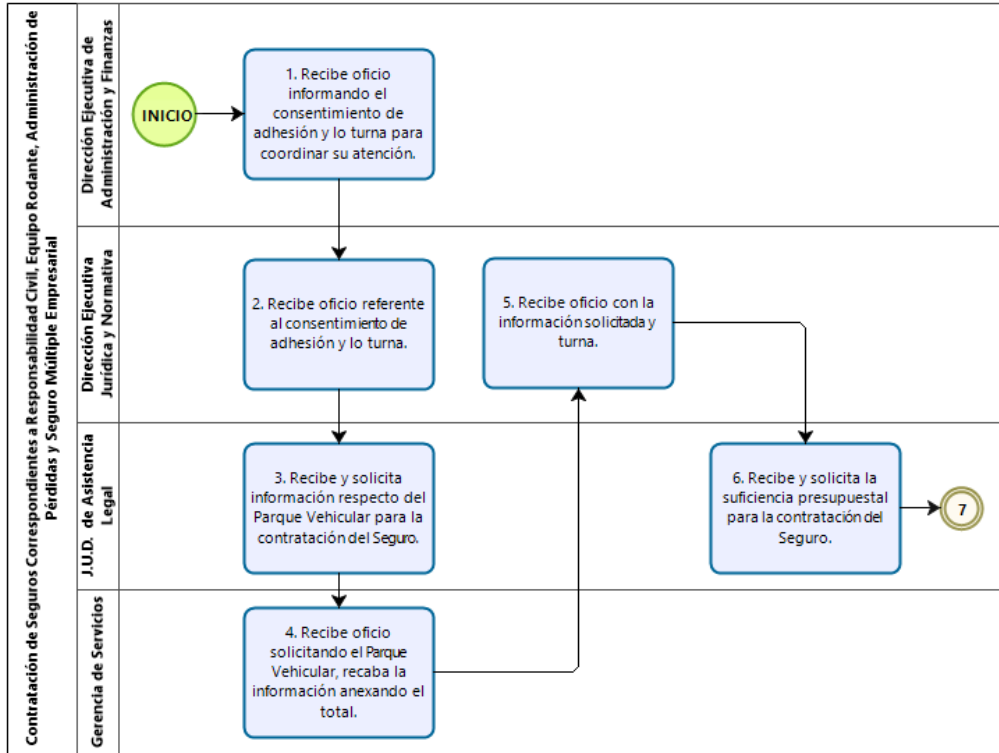 Contratación de Seguros Correspondientes a Responsabilidad Civil, Equipo Rodante, Administración de
Pérdidas y Seguro Múltiple Empresarial
Dirección Ejecutiva de
Administración y Finanzas
INICIO
1. Recibe oficio
informando el
consentimiento de
adhesión y lo turna para
coordinar su atención.
Dirección Ejecutiva
Jurídica y Normativa
2. Recibe oficio referente
al consentimiento de
adhesión y lo turna.
5. Recibe oficio con la
información solicitada y
turna.
J.U.D. de Asistencia
Legal
3. Recibe y solicita
información respecto del
Parque Vehicular para la
contratación del Seguro.
6. Recibe y solicita la
suficiencia presupuestal
para la contratación del
Seguro.
7
Gerencia de Servicios
4. Recibe oficio
solicitando el Parque
Vehicular, recaba la
información anexando el
total.